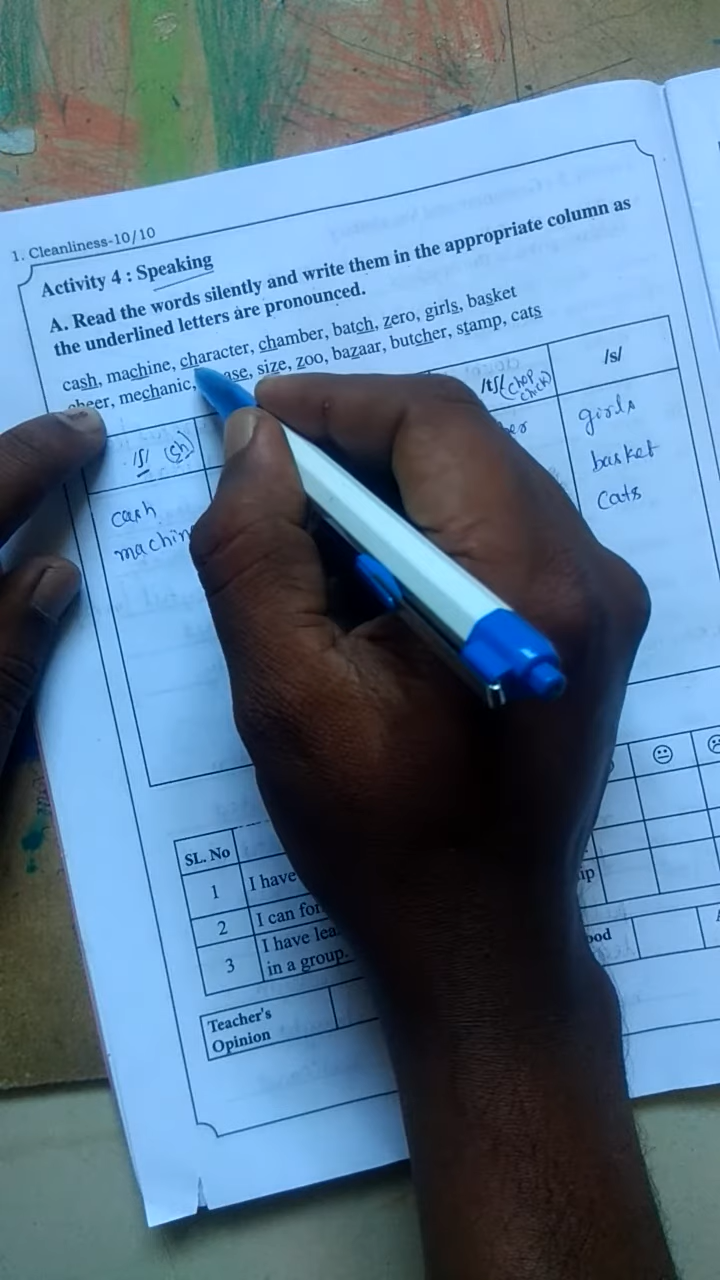 1. Cleanliness-10/10
Activity 4 : Speaking
A. Read the words silently and write them in the appropriate column as
the underlined letters are pronounced.
cash, machine, character, chamber, batch, zero, girls, basket
mechanic, size, zoo, bazaar, butcher, stamp, cats
/ʃ/ (sh)
/tʃ/ (chop
/s/
cash
machin
girls
basket
cats
SL. No
1 I have
2 I can for
3 I have lea
in a group.
Teacher's
Opinion